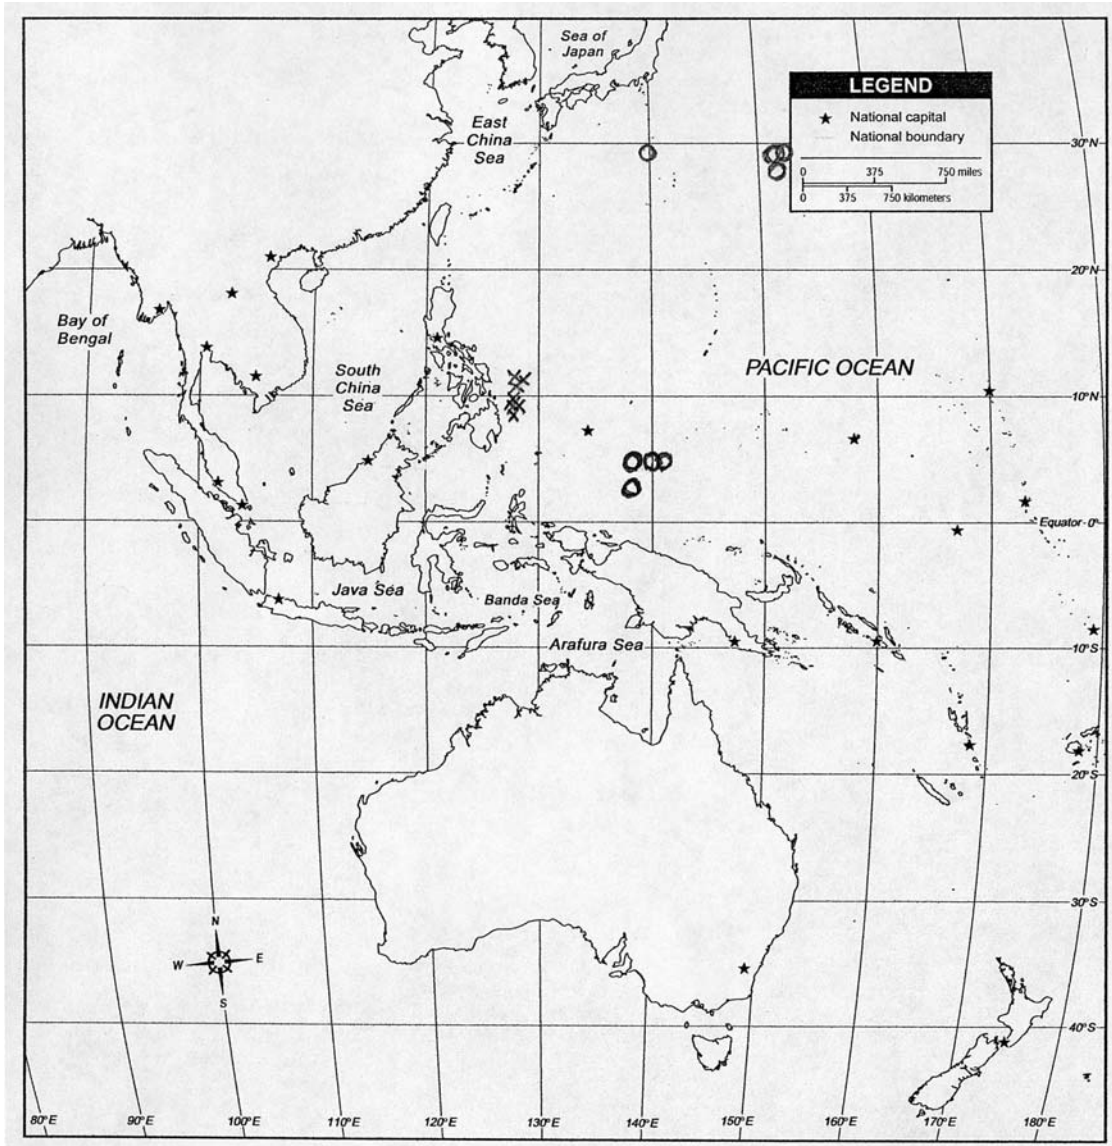 Sea of
Japan
LEGEND
National capital
National boundary
0 375 750 miles
0 375 750 kilometers
East
China
Sea
30°N
20°N
Bay of
Bengal
South
China
Sea
PACIFIC OCEAN
10°N
Equator 0°
Java Sea
Banda Sea
Arafura Sea
10°S
INDIAN
OCEAN
20°S
30°S
N
W E
S
40°S
80°E 90°E 100°E 110°E 120°E 130°E 140°E 150°E 160°E 170°E 180°E